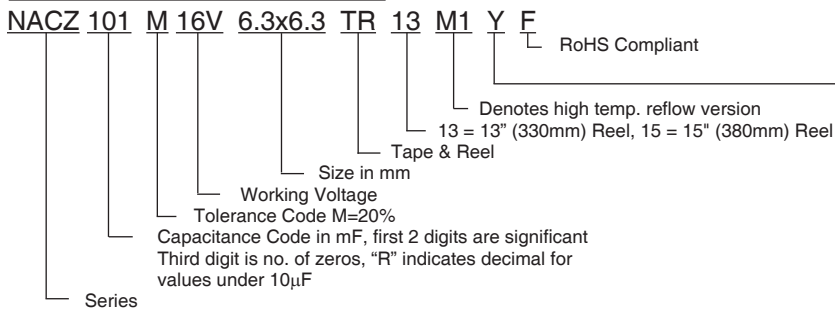 NACZ 101 M 16V 6.3x6.3 TR 13 M1 Y F
RoHS Compliant
Denotes high temp. reflow version
13 = 13” (330mm) Reel, 15 = 15" (380mm) Reel
Tape & Reel
Size in mm
Working Voltage
Tolerance Code M=20%
Capacitance Code in mF, first 2 digits are significant
Third digit is no. of zeros, “R” indicates decimal for
values under 10μF
Series